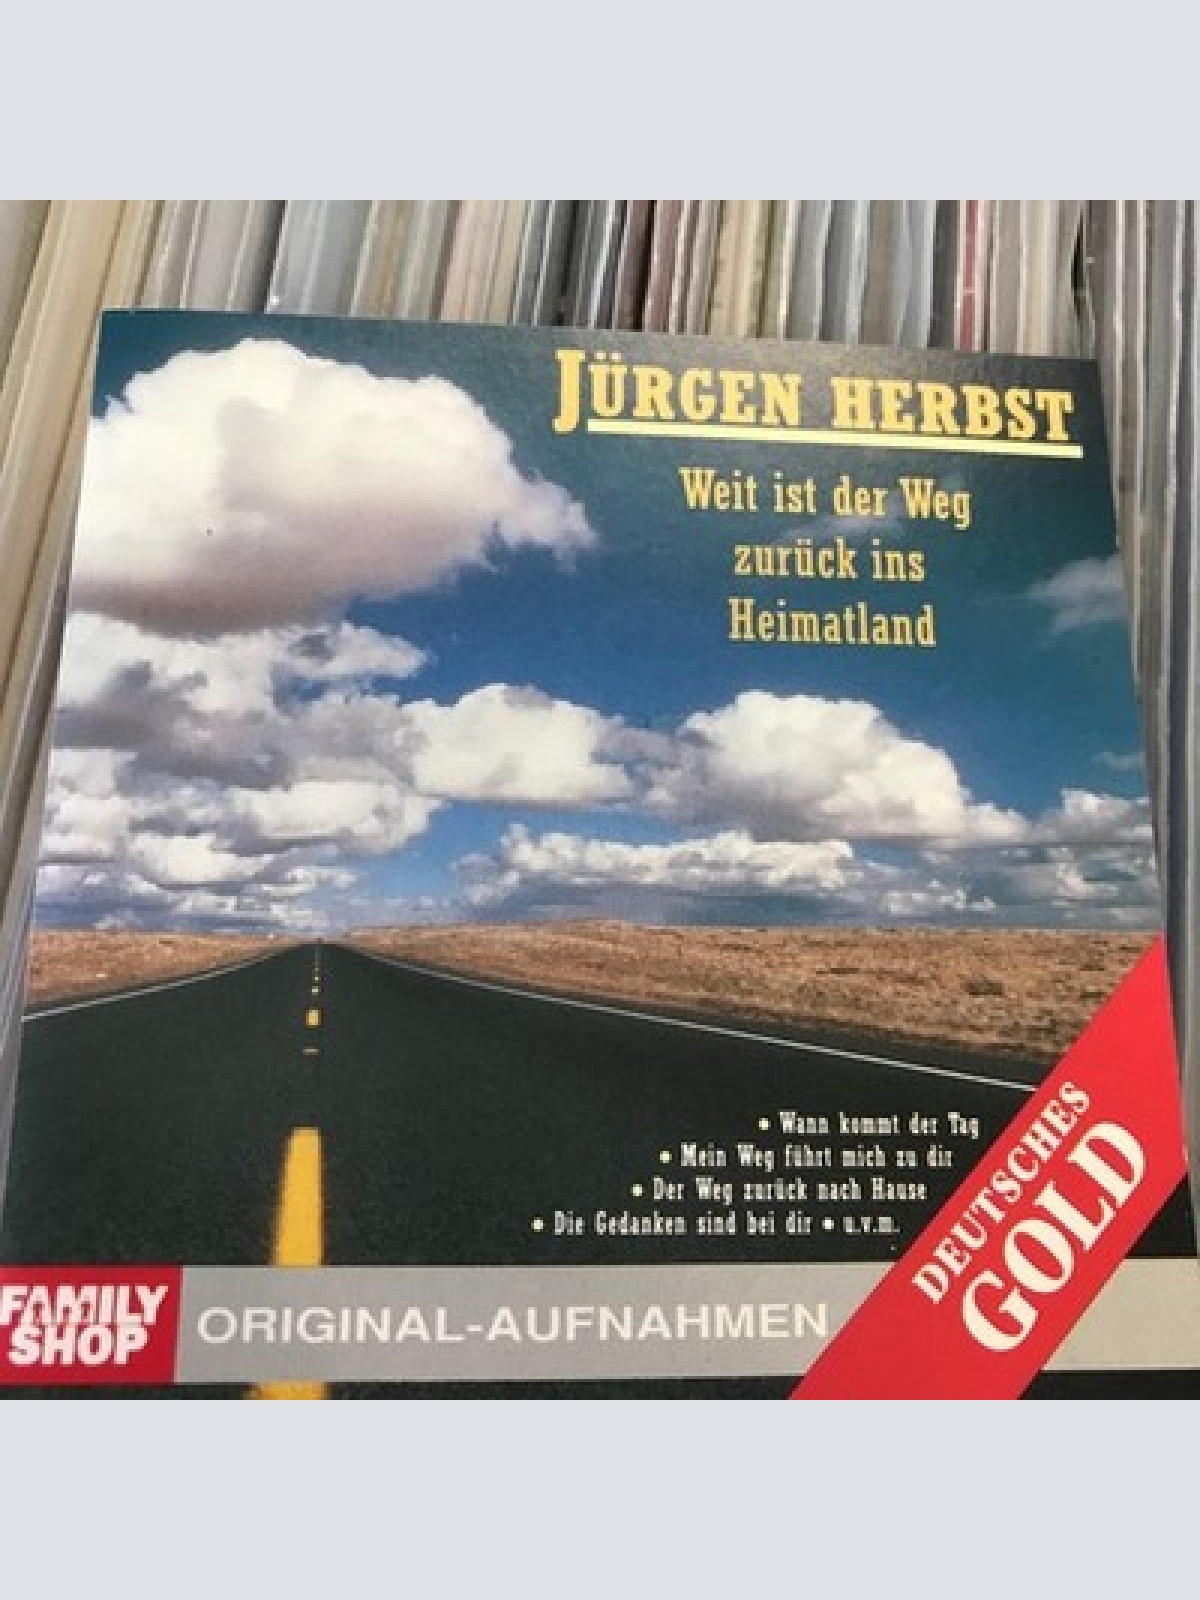 JÜRGEN HERBST
Weit ist der Weg
zurück ins
Heimatland
• Wann kommt der Tag
• Mein Weg führt mich zu dir
• Der Weg zurück nach Hause
• Die Gedanken sind bei dir • u.v.m.
DEUTSCHES
GOLD
FAMILY
SHOP
ORIGINAL-AUFNAHMEN